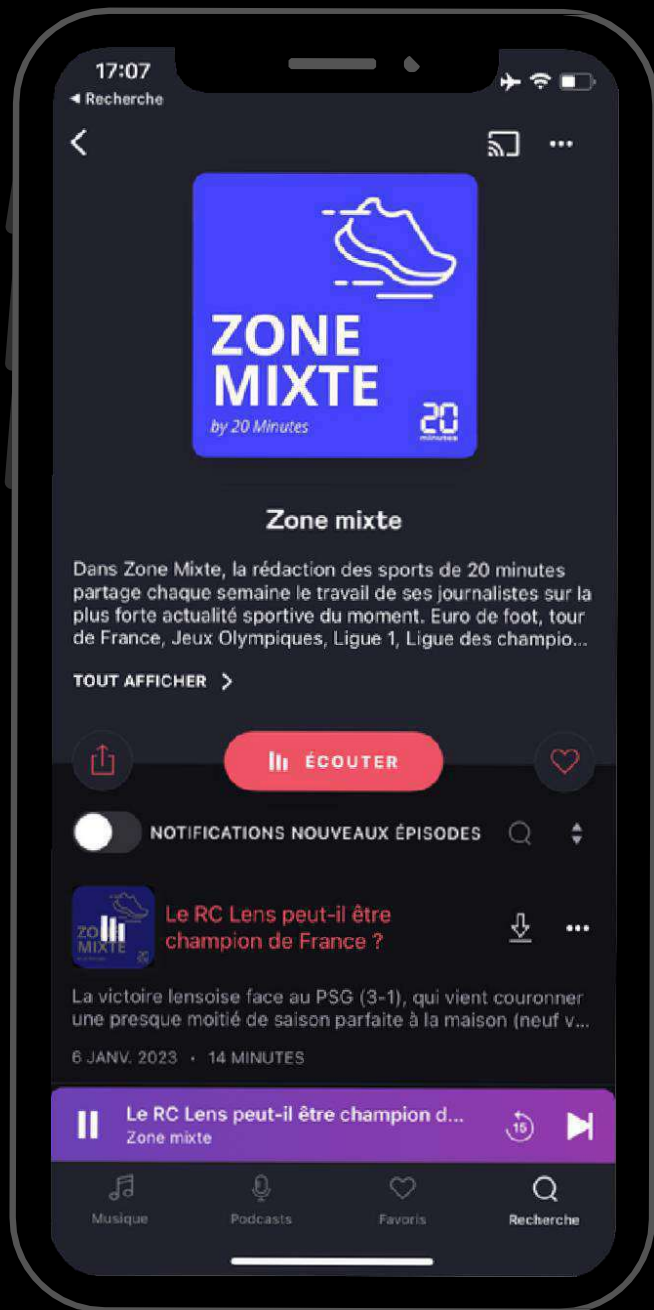 17:07
◄ Recherche
ZONE
MIXTE
by 20 Minutes
20
minutes
Zone mixte
Dans Zone Mixte, la rédaction des sports de 20 minutes
partage chaque semaine le travail de ses journalistes sur la
plus forte actualité sportive du moment. Euro de foot, tour
de France, Jeux Olympiques, Ligue 1, Ligue des champio...
TOUT AFFICHER >
ÉCOUTER
NOTIFICATIONS NOUVEAUX ÉPISODES
ZONE
MIXTE
20
Le RC Lens peut-il être
champion de France ?
La victoire lensoise face au PSG (3-1), qui vient couronner
une presque moitié de saison parfaite à la maison (neuf v...
6 JANV. 2023 · 14 MINUTES
Le RC Lens peut-il être champion d...
Zone mixte
15
Musique
Podcasts
Favoris
Recherche